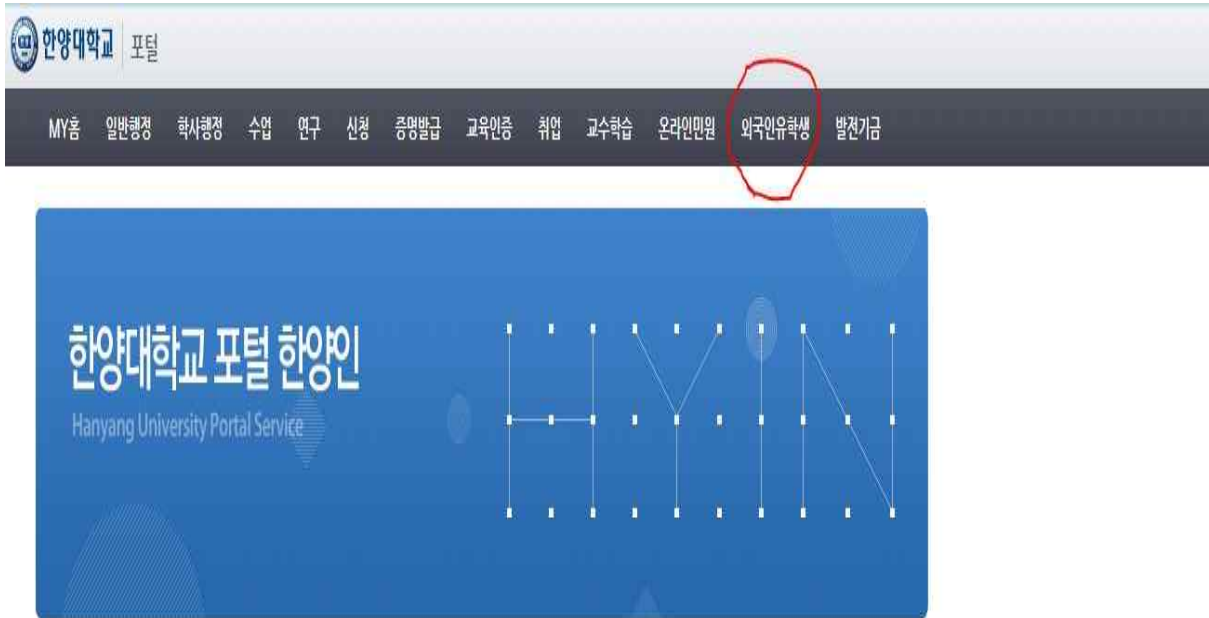 한양대학교 포털
MY홈 일반행정 학사행정 수업 연구 신청 증명발급 교육인증 취업 교수학습 온라인민원 외국인유학생 발전기금
한양대학교 포털 한양인
Hanyang University Portal Service